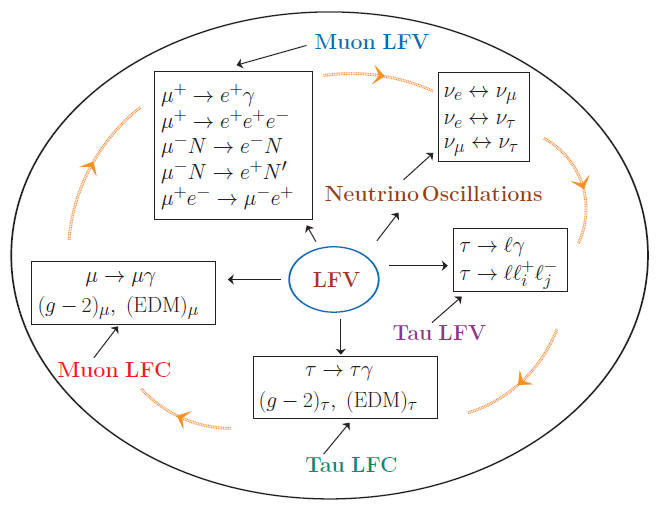 Muon LFV
μ⁺ → e⁺γ
μ⁺ → e⁺e⁺e⁻
μ⁻N → e⁻N
μ⁻N → e⁺N′
μ⁺e⁻ → μ⁻e⁺
νₑ ↔ ν_μ
νₑ ↔ ν_τ
ν_μ ↔ ν_τ
Neutrino Oscillations
LFV
τ → ℓγ
τ → ℓℓᵢ⁺ℓⱼ⁻
Tau LFV
μ → μγ
(g−2)_μ, (EDM)_μ
Muon LFC
τ → τγ
(g−2)_τ, (EDM)_τ
Tau LFC